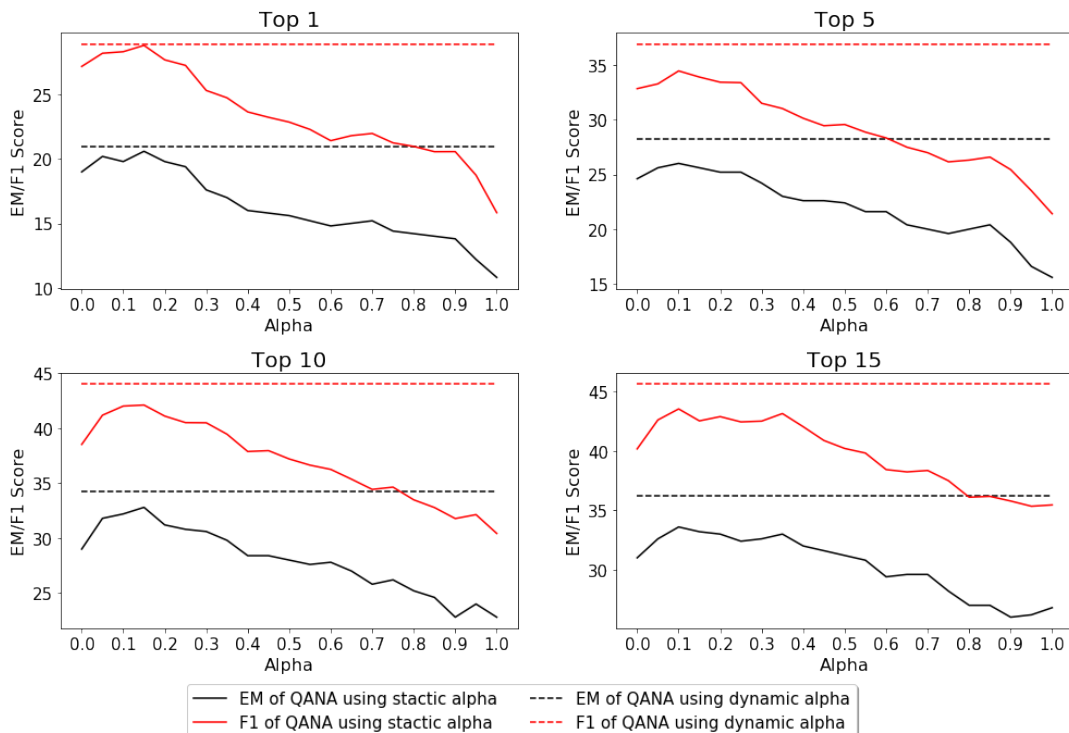 Top 1
EM/F1 Score
25
20
15
10
0.0 0.1 0.2 0.3 0.4 0.5 0.6 0.7 0.8 0.9 1.0
Alpha
Top 5
EM/F1 Score
35
30
25
20
15
0.0 0.1 0.2 0.3 0.4 0.5 0.6 0.7 0.8 0.9 1.0
Alpha
Top 10
EM/F1 Score
45
40
35
30
25
0.0 0.1 0.2 0.3 0.4 0.5 0.6 0.7 0.8 0.9 1.0
Alpha
Top 15
EM/F1 Score
45
40
35
30
0.0 0.1 0.2 0.3 0.4 0.5 0.6 0.7 0.8 0.9 1.0
Alpha
EM of QANA using stactic alpha
F1 of QANA using stactic alpha
EM of QANA using dynamic alpha
F1 of QANA using dynamic alpha